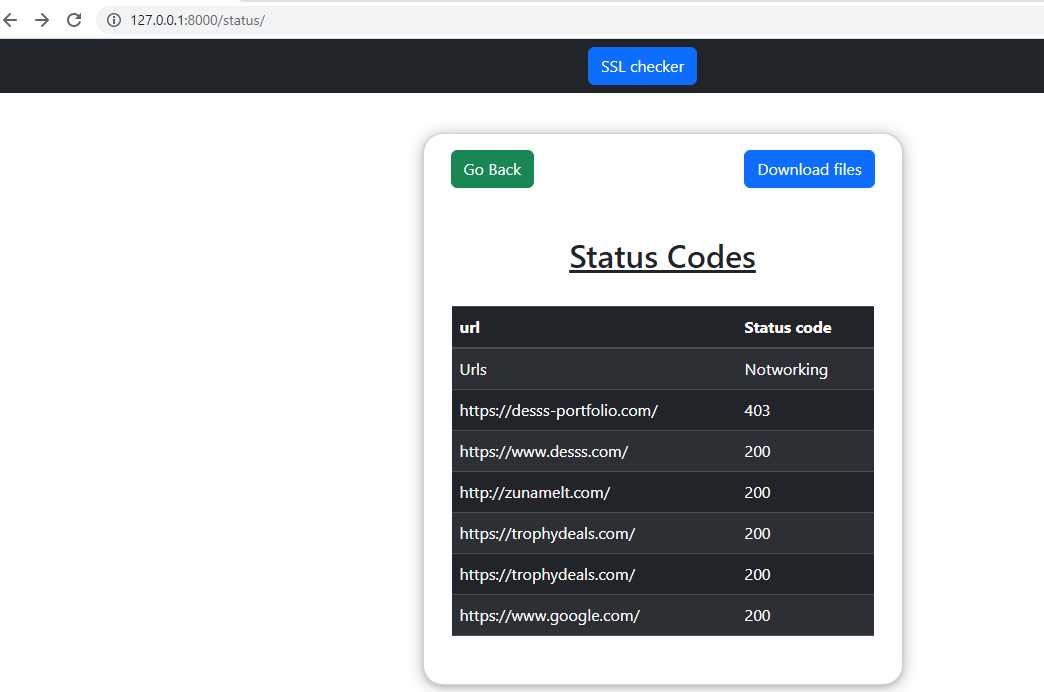 127.0.0.1:8000/status/
SSL checker
Go Back Download files
Status Codes
url Status code
Urls Notworking
https://desss-portfolio.com/ 403
https://www.desss.com/ 200
http://zunamelt.com/ 200
https://trophydeals.com/ 200
https://trophydeals.com/ 200
https://www.google.com/ 200